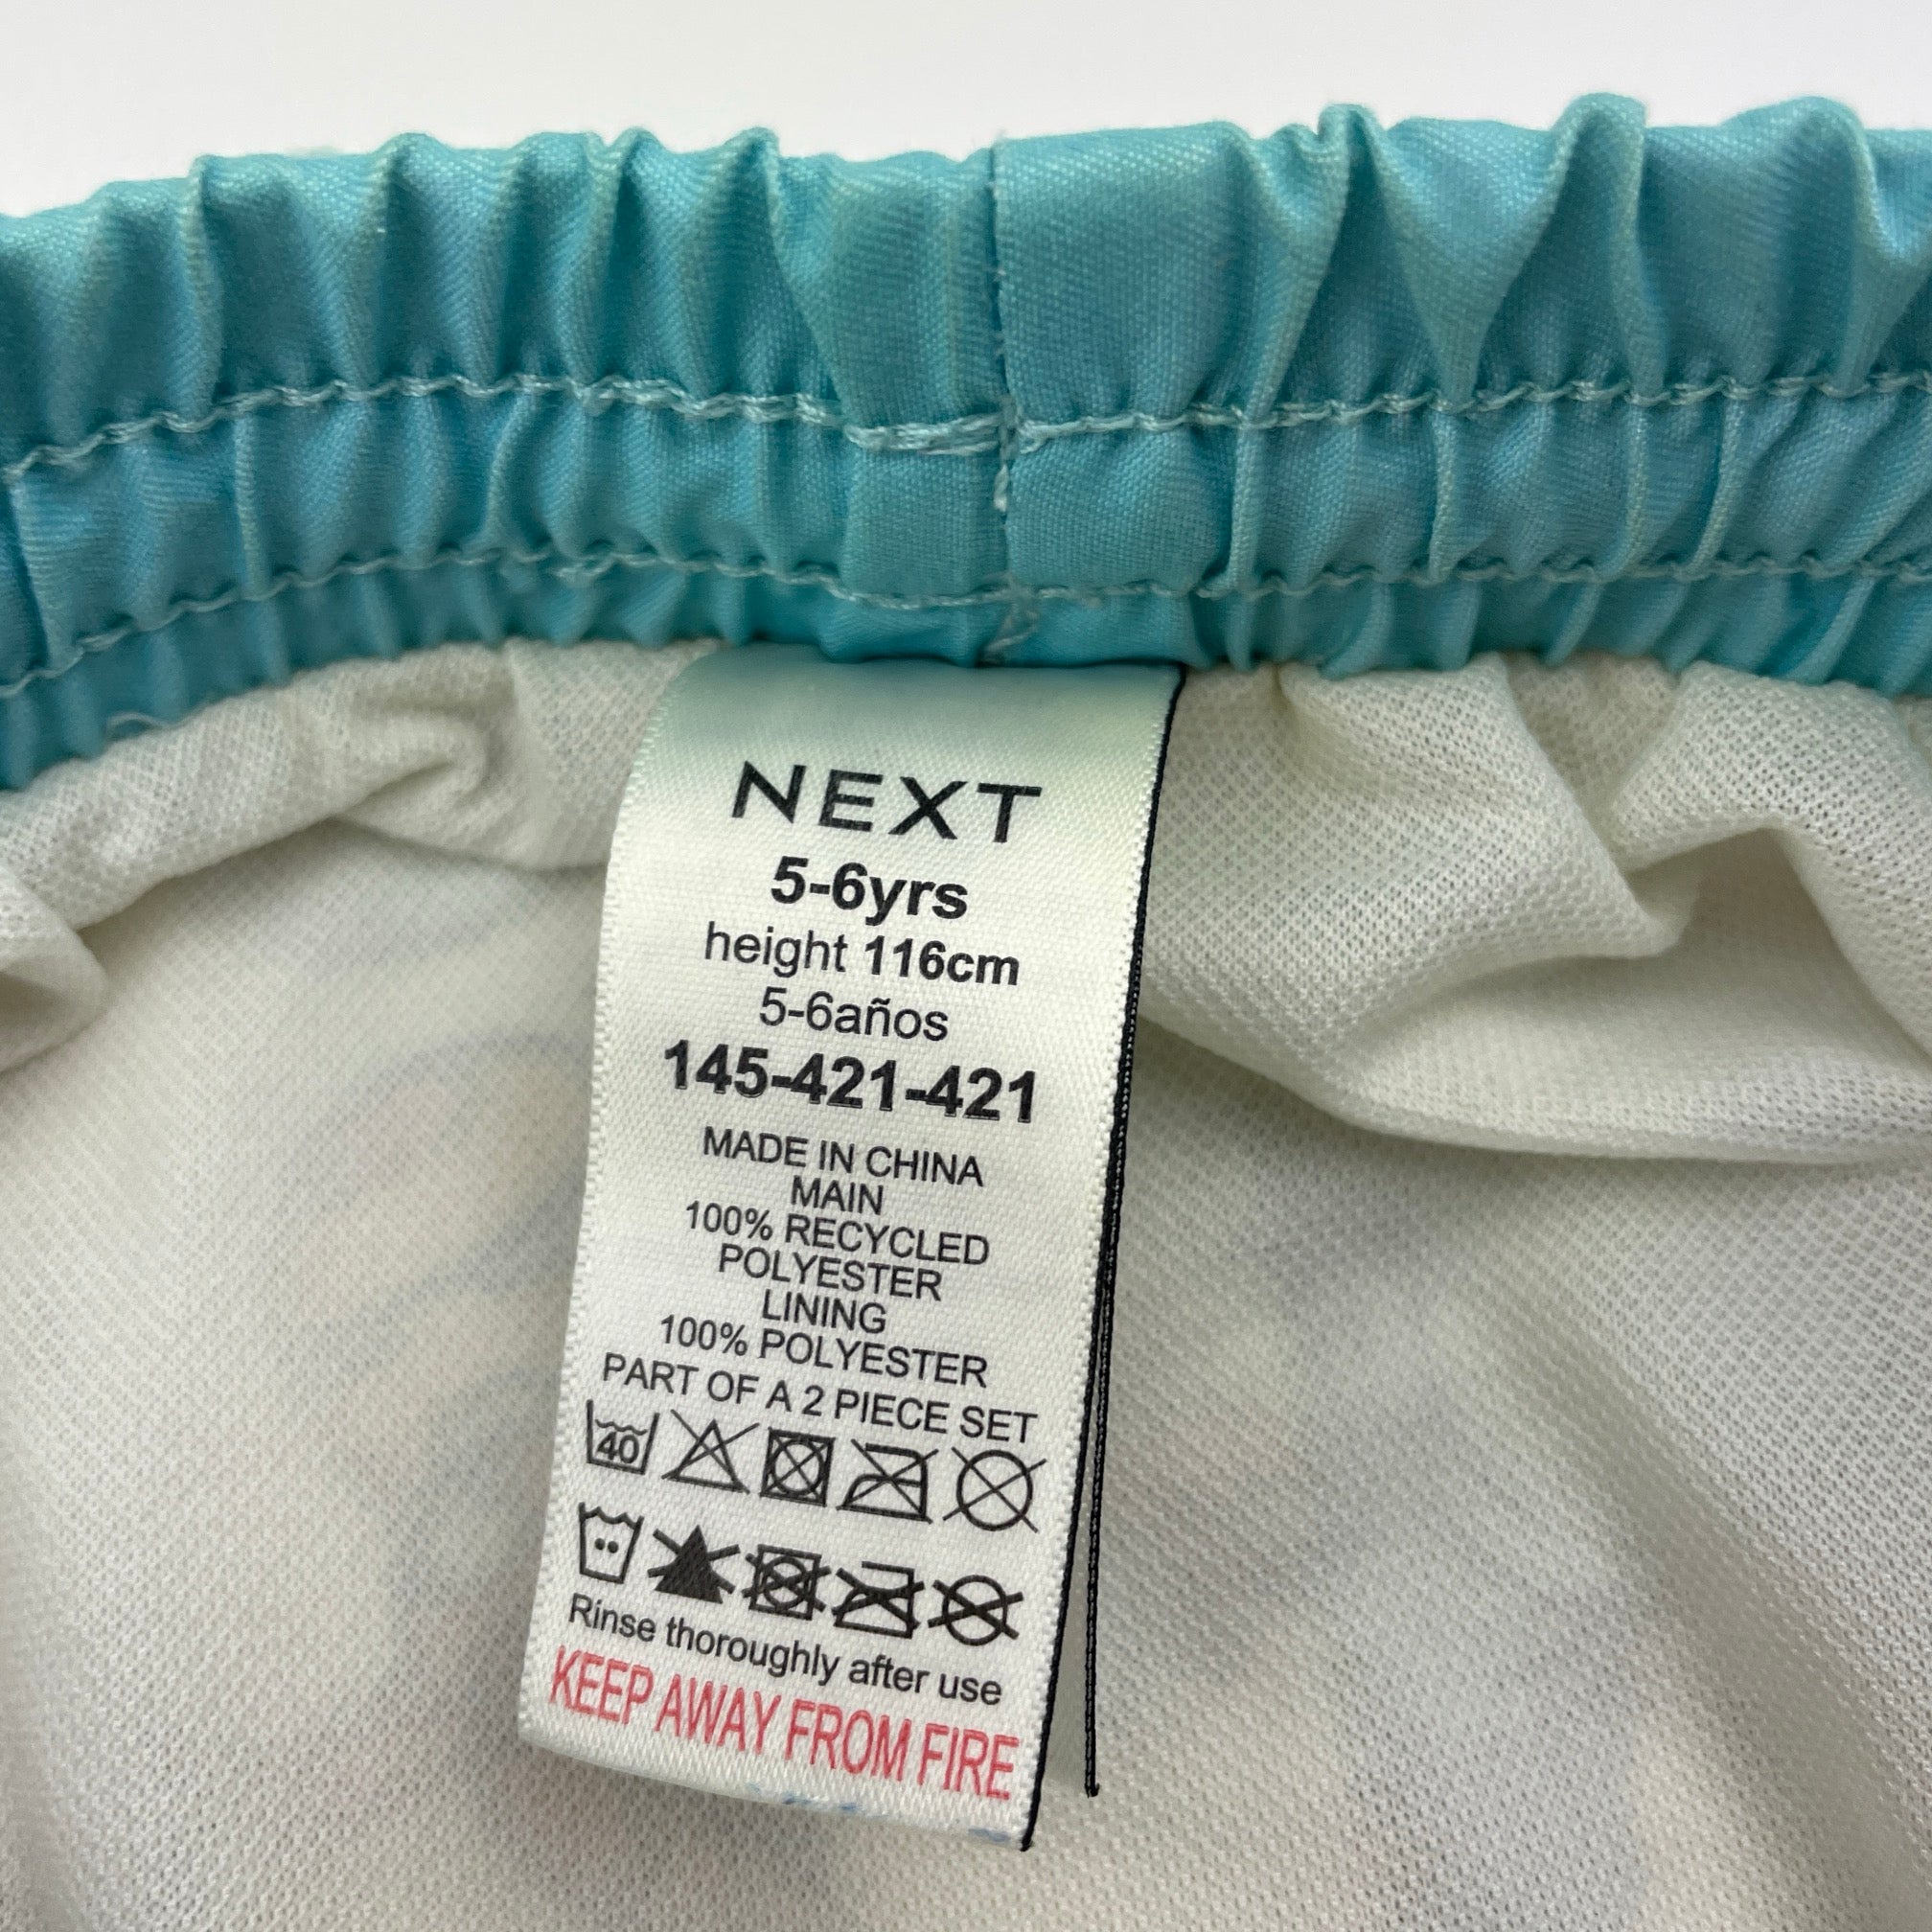 NEXT
5-6yrs
height 116cm
5-6años
145-421-421
MADE IN CHINA
MAIN
100% RECYCLED
POLYESTER
LINING
100% POLYESTER
PART OF A 2 PIECE SET
40
Rinse thoroughly after use
KEEP AWAY FROM FIRE